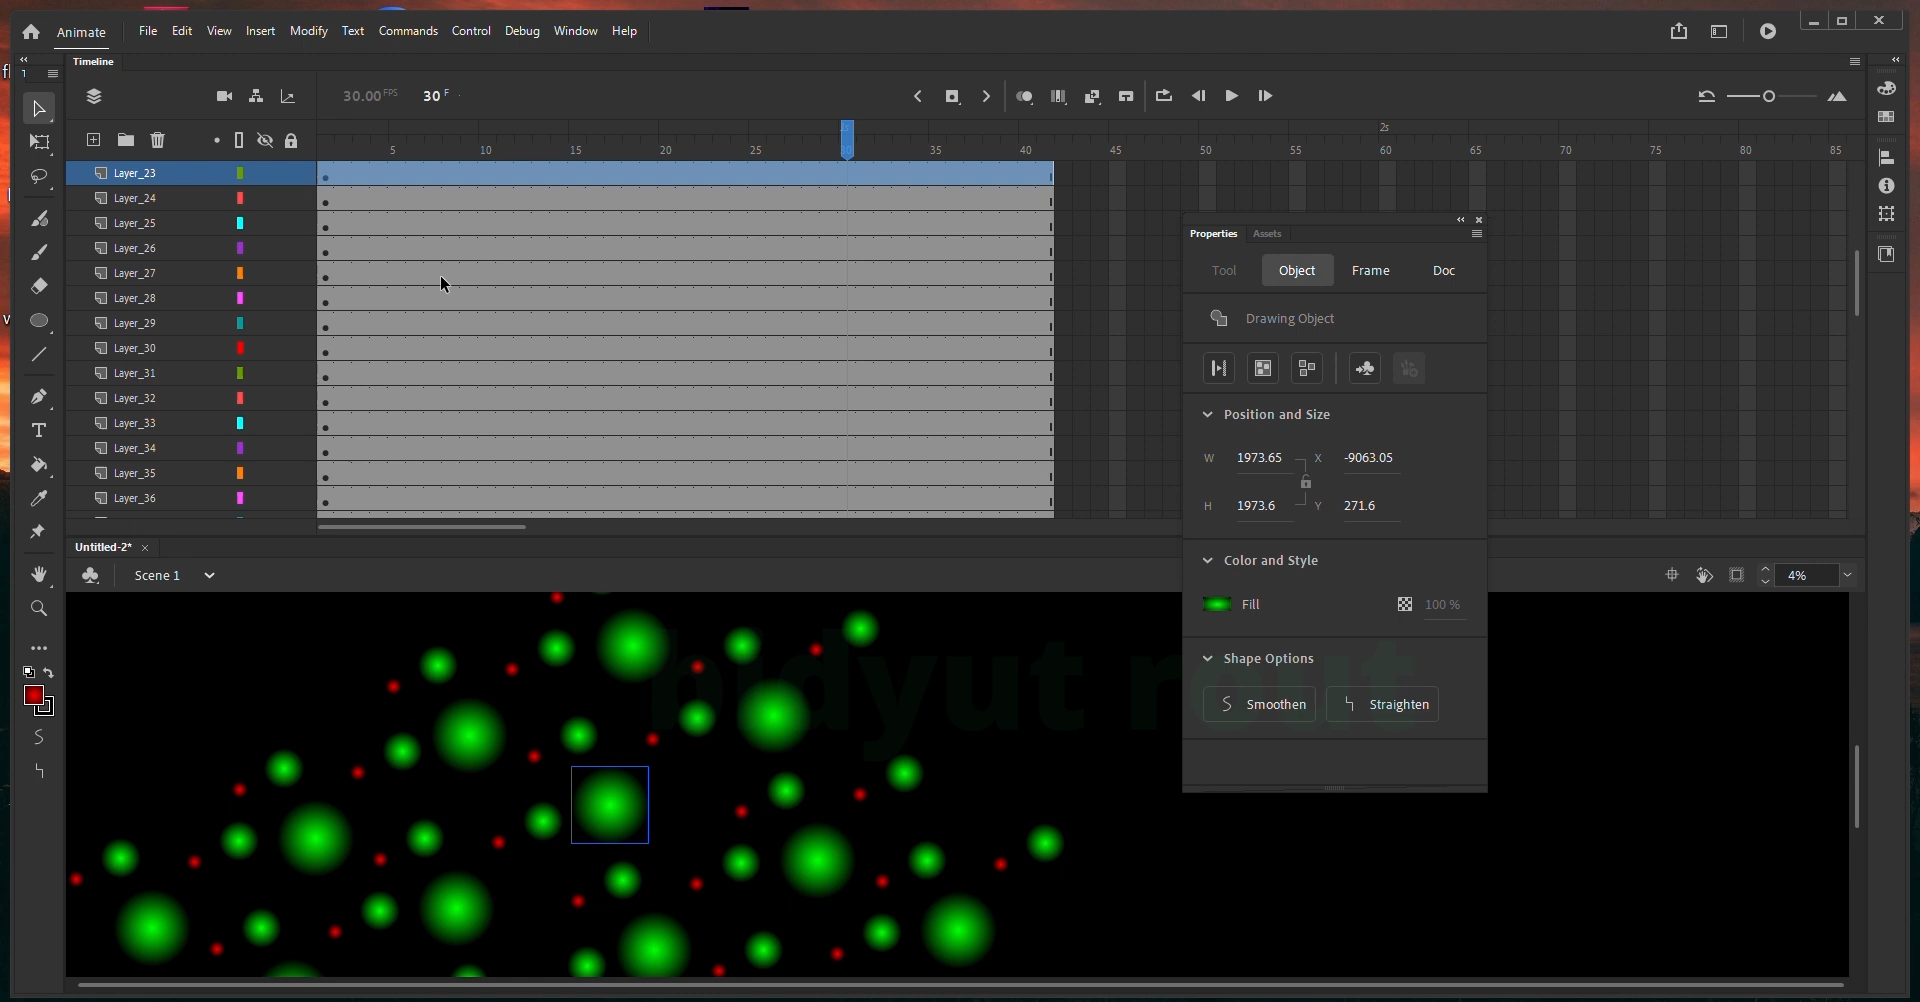 Animate File Edit View Insert Modify Text Commands Control Debug Window Help
1 Timeline
30.00 FPS 30 F
1s 2s
5 10 15 20 25 30 35 40 45 50 55 60 65 70 75 80 85
Layer_23
Layer_24
Layer_25
Layer_26
Layer_27
Layer_28
Layer_29
Layer_30
Layer_31
Layer_32
Layer_33
Layer_34
Layer_35
Layer_36
Properties Assets
Tool Object Frame Doc
Drawing Object
Position and Size
W 1973.65 X -9063.05
H 1973.6 Y 271.6
Color and Style
Fill 100 %
Shape Options
Smoothen Straighten
Untitled-2*
Scene 1
4%
bidyut rout